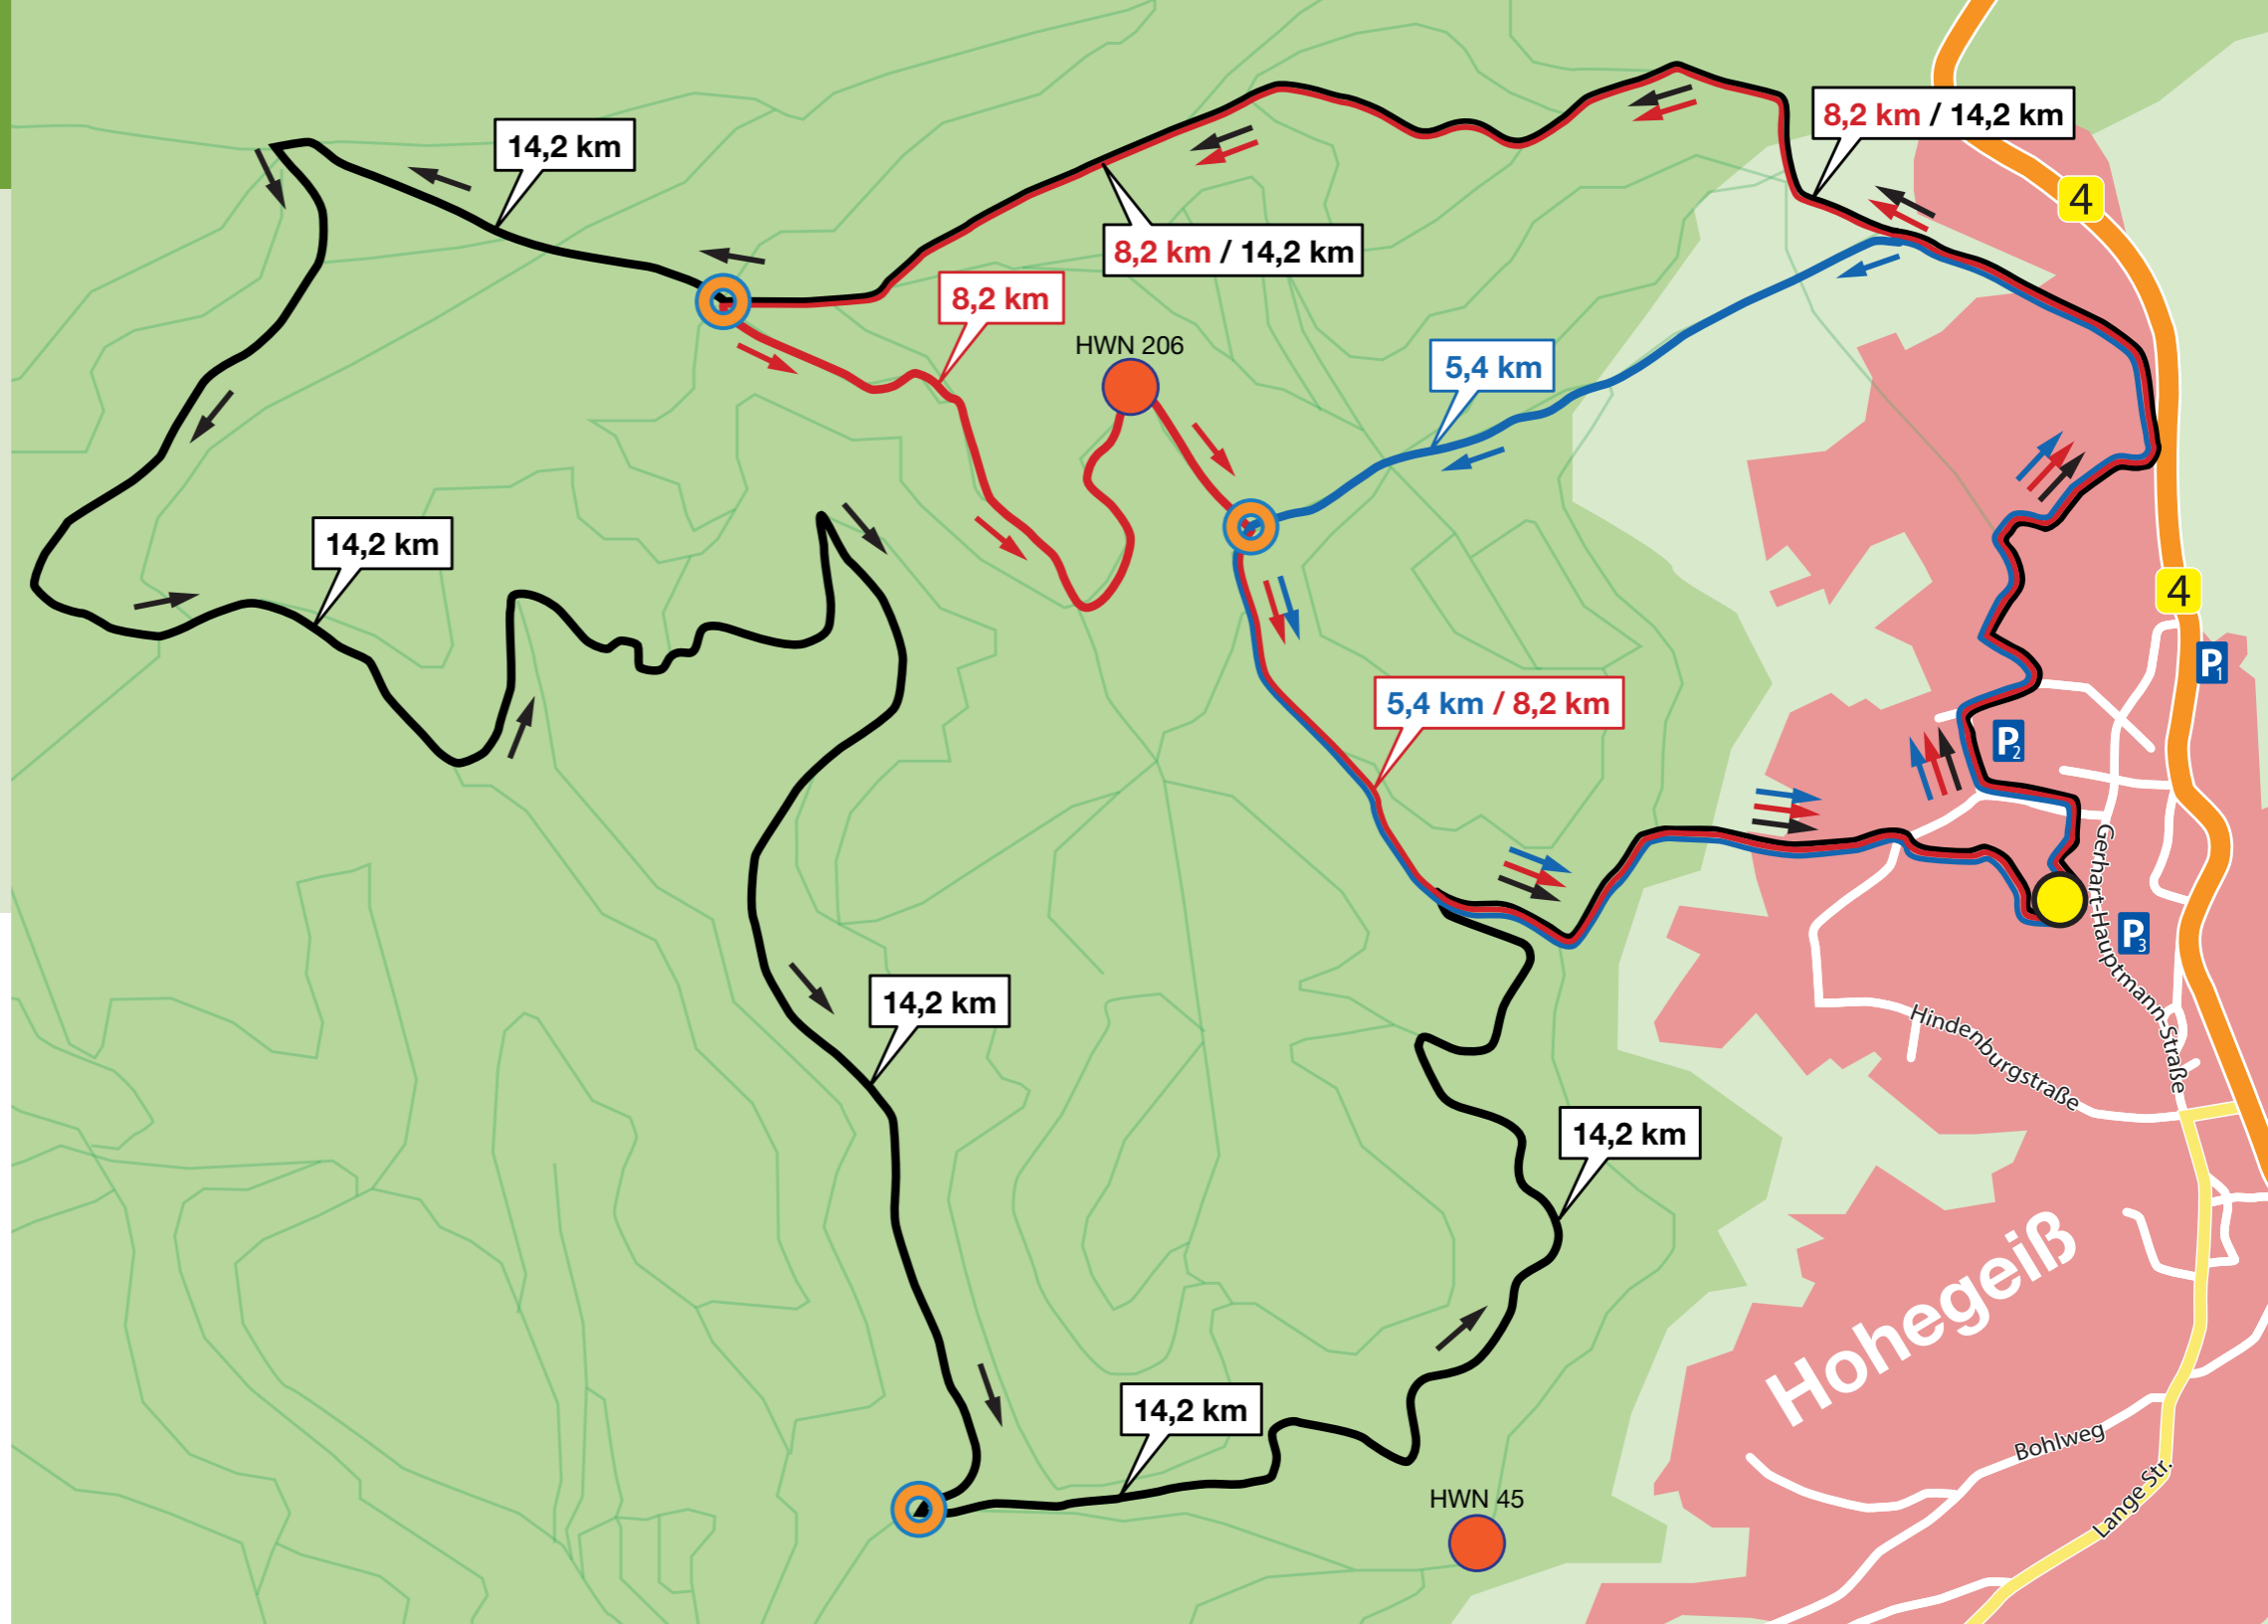 8,2 km / 14,2 km
14,2 km
4
8,2 km / 14,2 km
8,2 km
HWN 206
5,4 km
14,2 km
4
P1
5,4 km / 8,2 km
P2
Gerhart-Hauptmann-Straße
P3
14,2 km
Hindenburgstraße
14,2 km
Hohegeiß
14,2 km
Bohlweg
HWN 45
Lange Str.